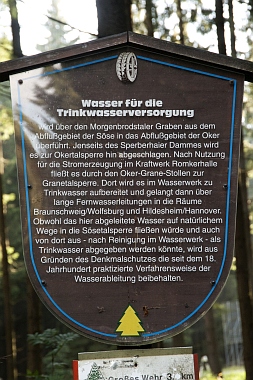 Wasser für die
Trinkwasserversorgung
wird über den Morgenbrodstaler Graben aus dem
Abflußgebiet der Söse in das Abflußgebiet der Oker
überführt. Jenseits des Sperberhaler Dammes wird
es zur Okertalsperre hin abgeschlagen. Nach Nutzung
für die Stromerzeugung im Kraftwerk Romkerhalle
fließt es durch den Oker-Grane-Stollen zur
Granetalsperre. Dort wird es im Wasserwerk zu
Trinkwasser aufbereitet und gelangt dann über
lange Fernwasserleitungen in die Räume
Braunschweig/Wolfsburg und Hildesheim/Hannover.
Obwohl das hier abgeleitete Wasser auf natürlichem
Wege in die Sösetalsperre fließen würde und auch
von dort aus - nach Reinigung im Wasserwerk - als
Trinkwasser abgegeben werden könnte, wird aus
Gründen des Denkmalschutzes die seit dem 18.
Jahrhundert praktizierte Verfahrensweise der
Wasserableitung beibehalten.
Großes Wehr 3, km